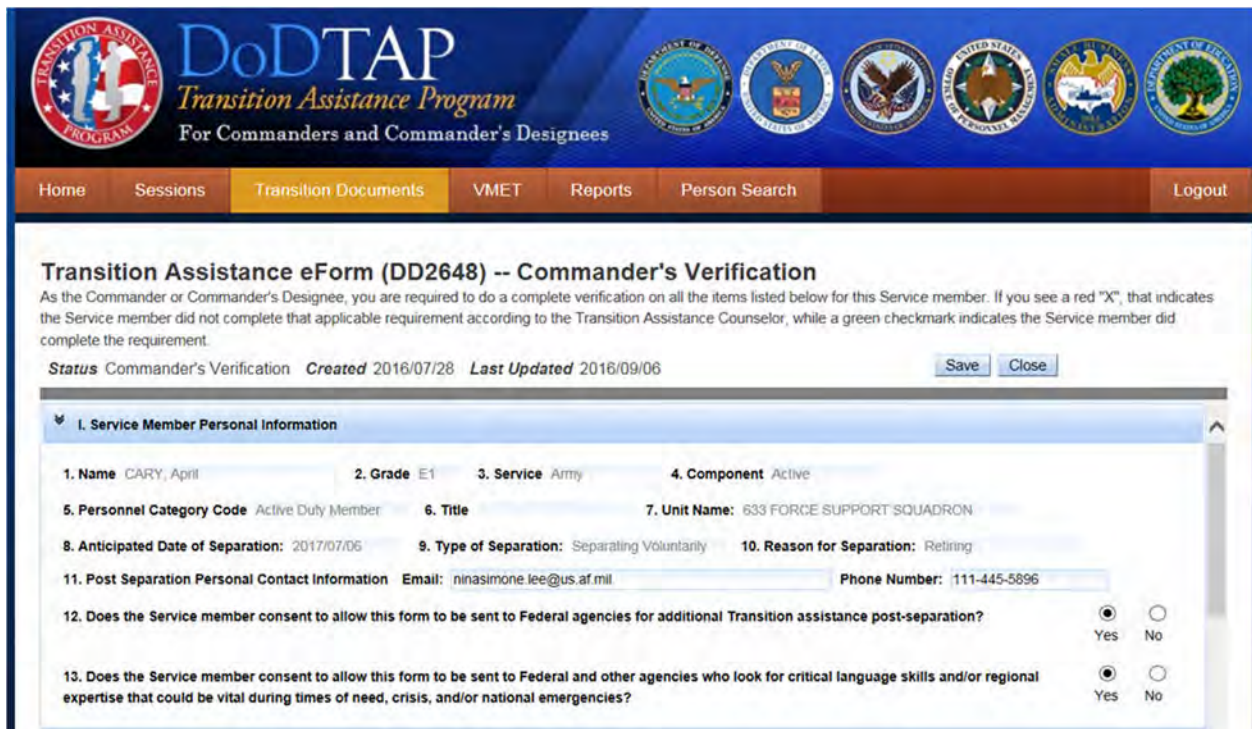 DoDTAP
Transition Assistance Program
For Commanders and Commander's Designees
TRANSITION ASSISTANCE PROGRAM
Home Sessions Transition Documents VMET Reports Person Search Logout
Transition Assistance eForm (DD2648) -- Commander's Verification
As the Commander or Commander's Designee, you are required to do a complete verification on all the items listed below for this Service member. If you see a red "X", that indicates
the Service member did not complete that applicable requirement according to the Transition Assistance Counselor, while a green checkmark indicates the Service member did
complete the requirement.
Status Commander's Verification Created 2016/07/28 Last Updated 2016/09/06 Save Close
I. Service Member Personal Information
1. Name CARY, April 2. Grade E1 3. Service Army 4. Component Active
5. Personnel Category Code Active Duty Member 6. Title 7. Unit Name: 633 FORCE SUPPORT SQUADRON
8. Anticipated Date of Separation: 2017/07/06 9. Type of Separation: Separating Voluntarily 10. Reason for Separation: Retiring
11. Post Separation Personal Contact Information Email: ninasimone.lee@us.af.mil Phone Number: 111-445-5896
12. Does the Service member consent to allow this form to be sent to Federal agencies for additional Transition assistance post-separation?
Yes No
13. Does the Service member consent to allow this form to be sent to Federal and other agencies who look for critical language skills and/or regional
expertise that could be vital during times of need, crisis, and/or national emergencies?
Yes No